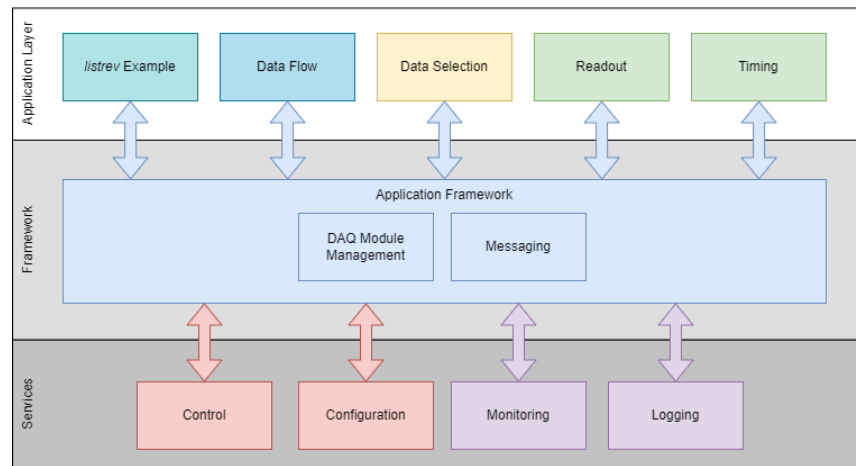 Application Layer
listrev Example
Data Flow
Data Selection
Readout
Timing
Framework
Application Framework
DAQ Module
Management
Messaging
Services
Control
Configuration
Monitoring
Logging